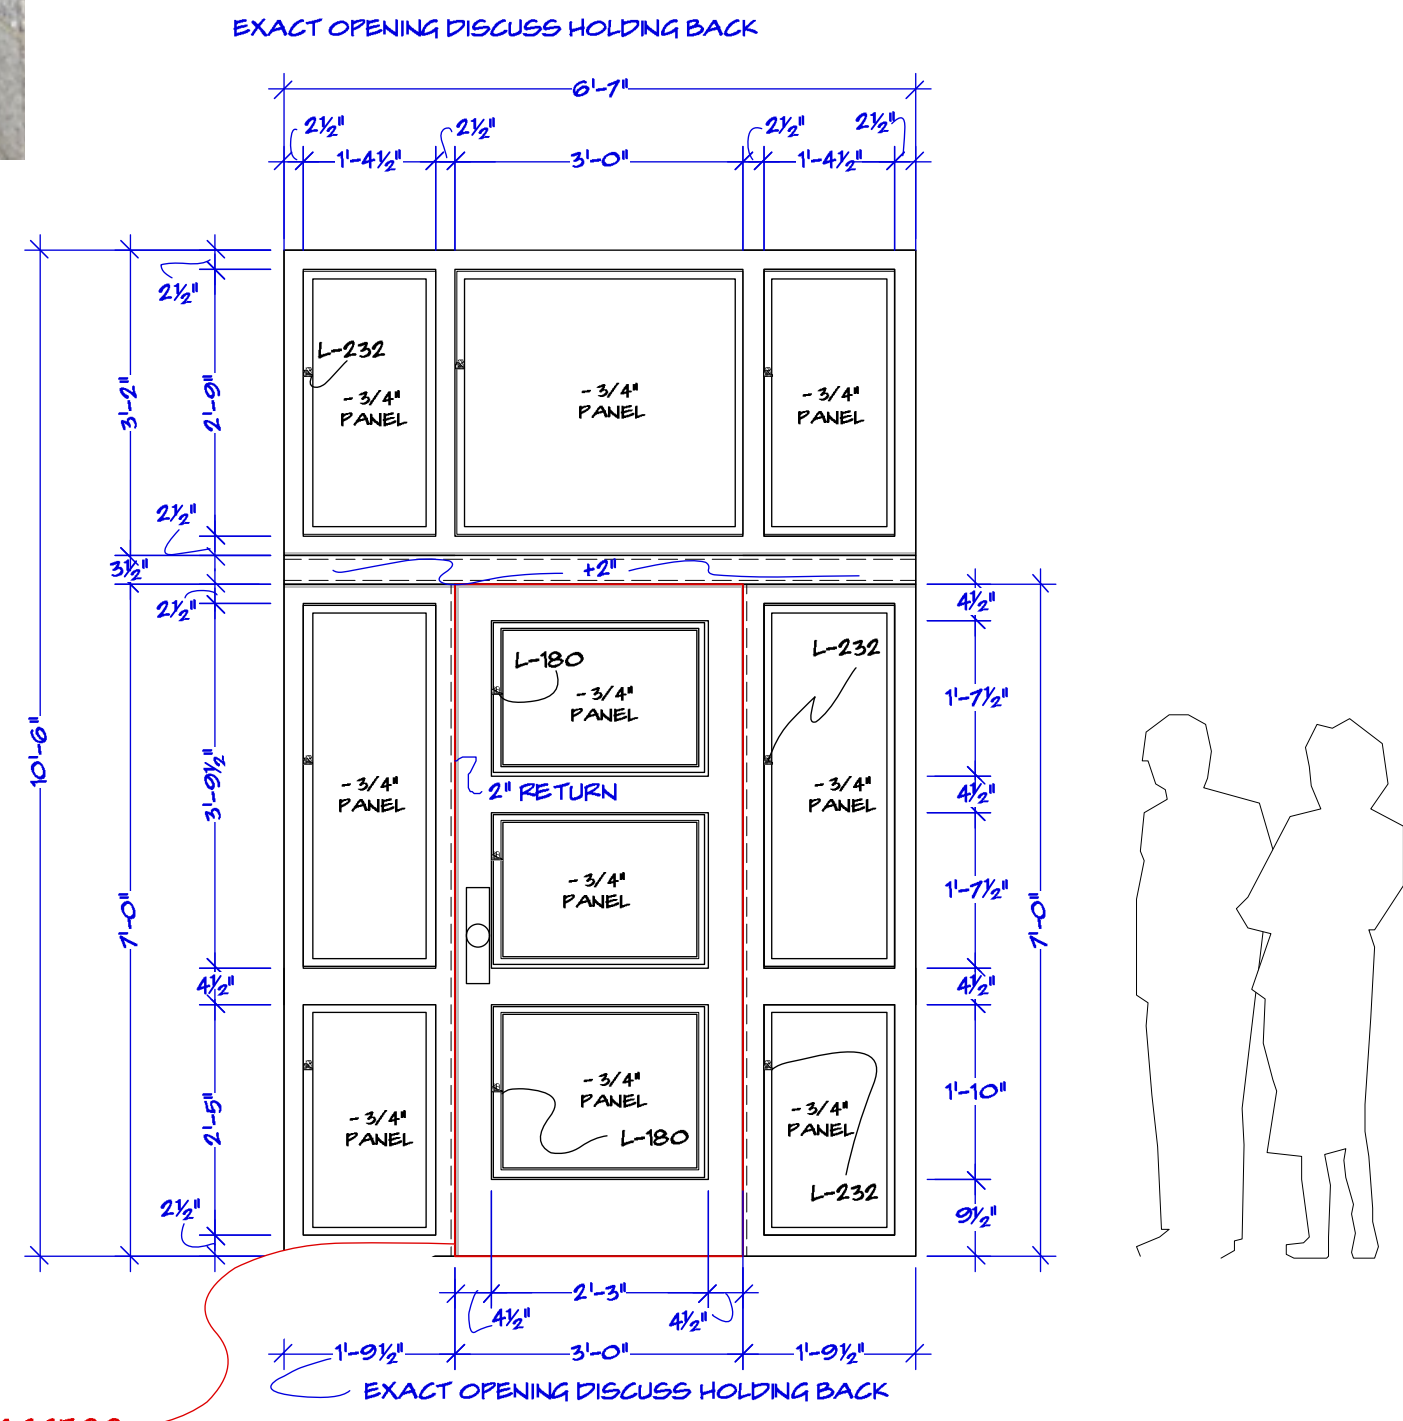 EXACT OPENING DISCUSS HOLDING BACK
6'-7"
2½" 2½" 2½" 2½"
1'-4½" 3'-0" 1'-4½"
2½"
L-232
3'-2" 2'-9"
- 3/4" PANEL
- 3/4" PANEL
- 3/4" PANEL
2½"
3½" +2"
2½" 4½"
L-180 L-232
- 3/4" PANEL
1'-7½"
10'-6" 3'-9½"
2" RETURN
4½"
- 3/4" PANEL
- 3/4" PANEL
- 3/4" PANEL
1'-7½"
7'-0" 7'-0"
4½" 4½"
2'-5"
- 3/4" PANEL
1'-10"
- 3/4" PANEL
- 3/4" PANEL
L-180
L-232
2½" 9½"
2'-3"
4½" 4½"
1'-9½" 3'-0" 1'-9½"
EXACT OPENING DISCUSS HOLDING BACK